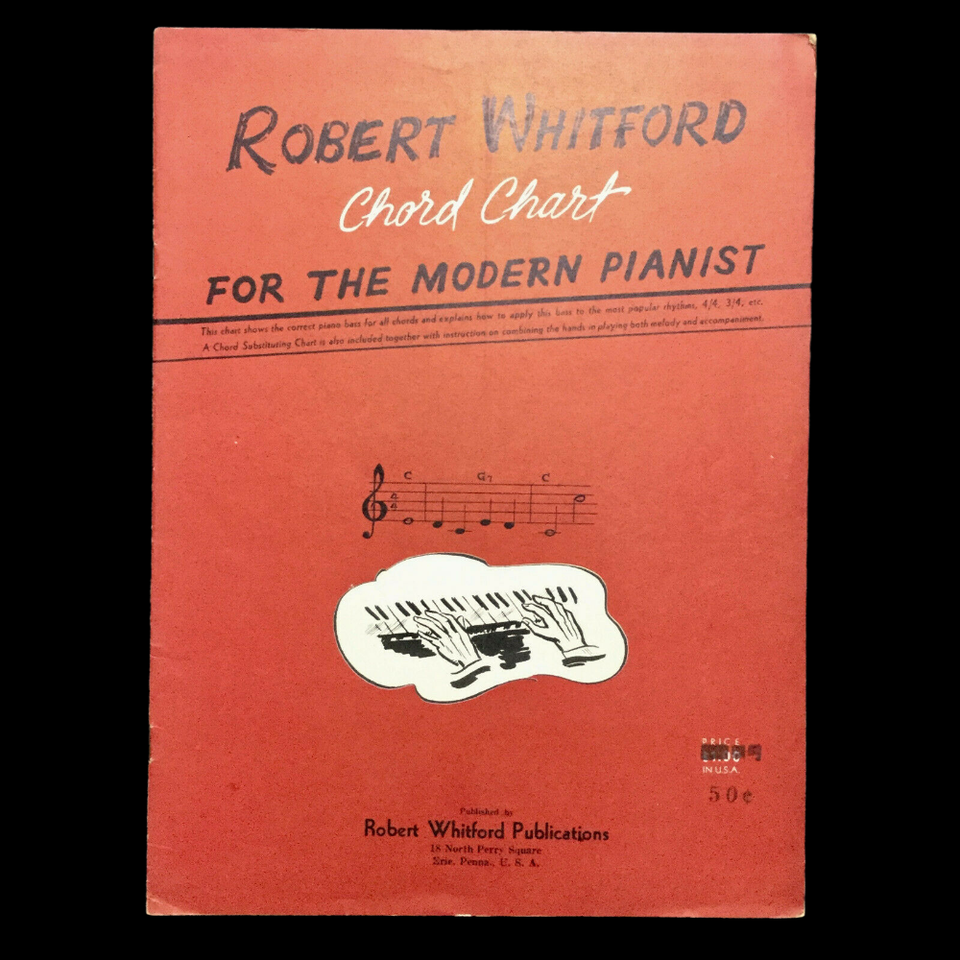 ROBERT WHITFORD
Chord Chart
FOR THE MODERN PIANIST
This chart shows the correct piano bass for all chords and explains how to apply this bass to the most popular rhythms, 4/4, 3/4, etc.
A Chord Substituting Chart is also included together with instruction on combining the hands in playing both melody and accompaniment.
C G7 C
4
4
PRICE
IN U.S.A.
50¢
Published by
Robert Whitford Publications
18 North Perry Square
Erie, Penna., U. S. A.